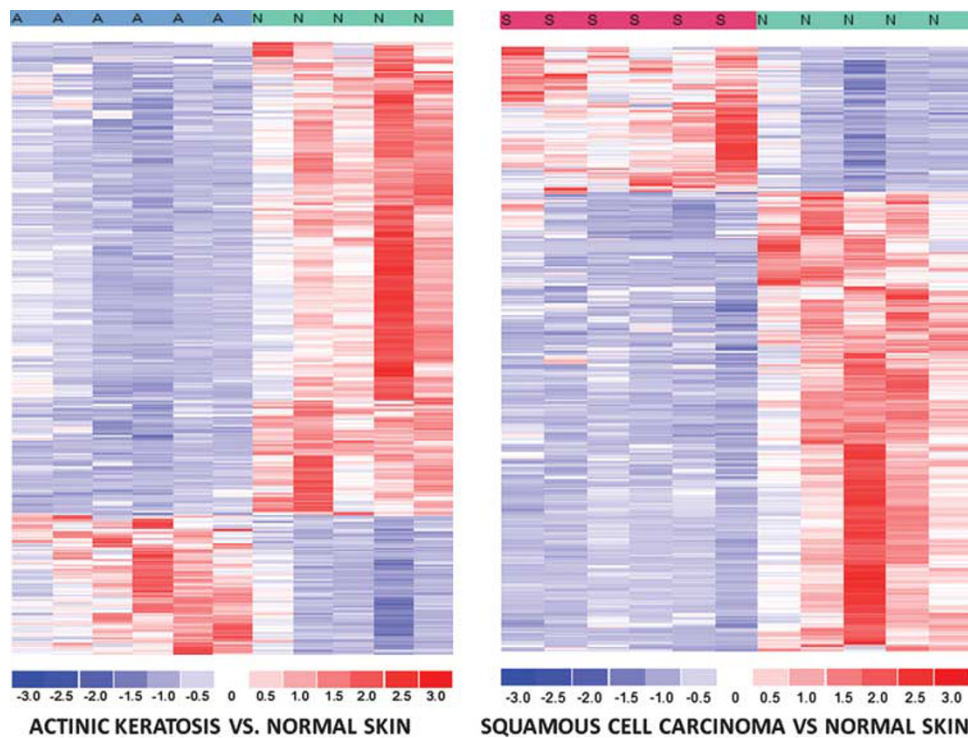 A A A A A A N N N N N
S S S S S S N N N N N
-3.0 -2.5 -2.0 -1.5 -1.0 -0.5 0 0.5 1.0 1.5 2.0 2.5 3.0
-3.0 -2.5 -2.0 -1.5 -1.0 -0.5 0 0.5 1.0 1.5 2.0 2.5 3.0
ACTINIC KERATOSIS VS. NORMAL SKIN
SQUAMOUS CELL CARCINOMA VS NORMAL SKIN